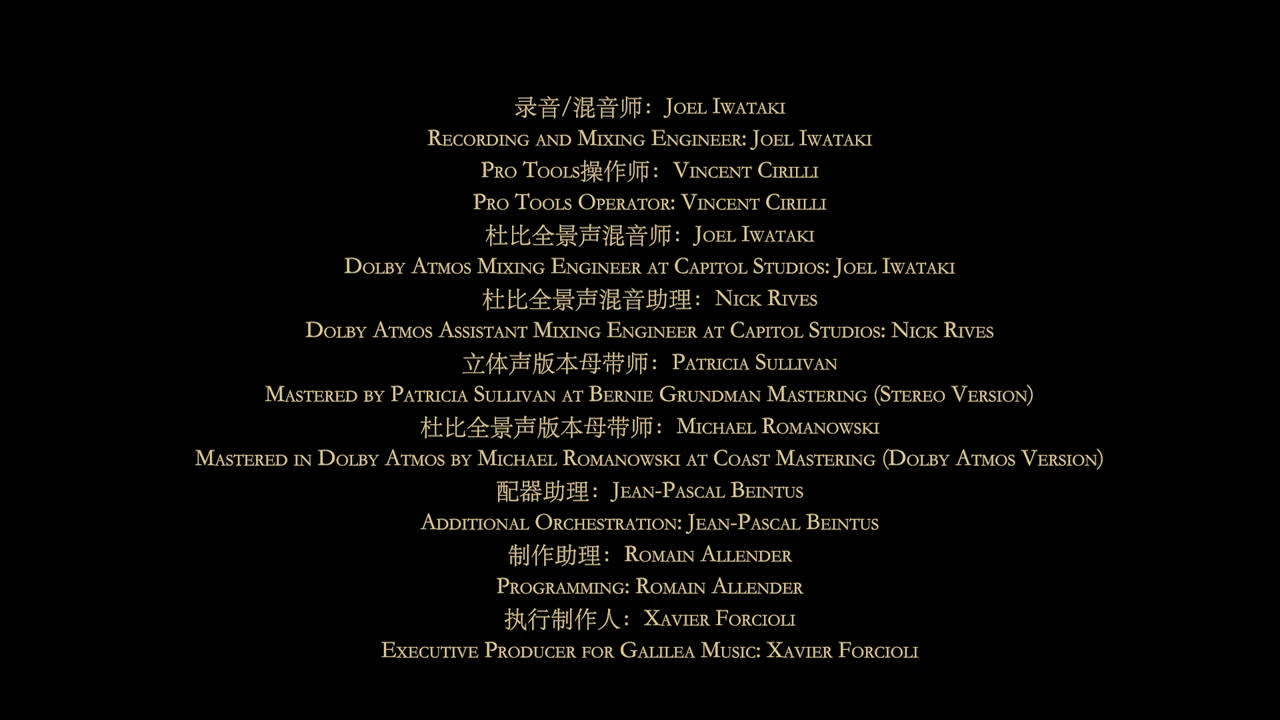 录音/混音师：Joel Iwataki
Recording and Mixing Engineer: Joel Iwataki
Pro Tools操作师：Vincent Cirilli
Pro Tools Operator: Vincent Cirilli
杜比全景声混音师：Joel Iwataki
Dolby Atmos Mixing Engineer at Capitol Studios: Joel Iwataki
杜比全景声混音助理：Nick Rives
Dolby Atmos Assistant Mixing Engineer at Capitol Studios: Nick Rives
立体声版本母带师：Patricia Sullivan
Mastered by Patricia Sullivan at Bernie Grundman Mastering (Stereo Version)
杜比全景声版本母带师：Michael Romanowski
Mastered in Dolby Atmos by Michael Romanowski at Coast Mastering (Dolby Atmos Version)
配器助理：Jean-Pascal Beintus
Additional Orchestration: Jean-Pascal Beintus
制作助理：Romain Allender
Programming: Romain Allender
执行制作人：Xavier Forcioli
Executive Producer for Galilea Music: Xavier Forcioli